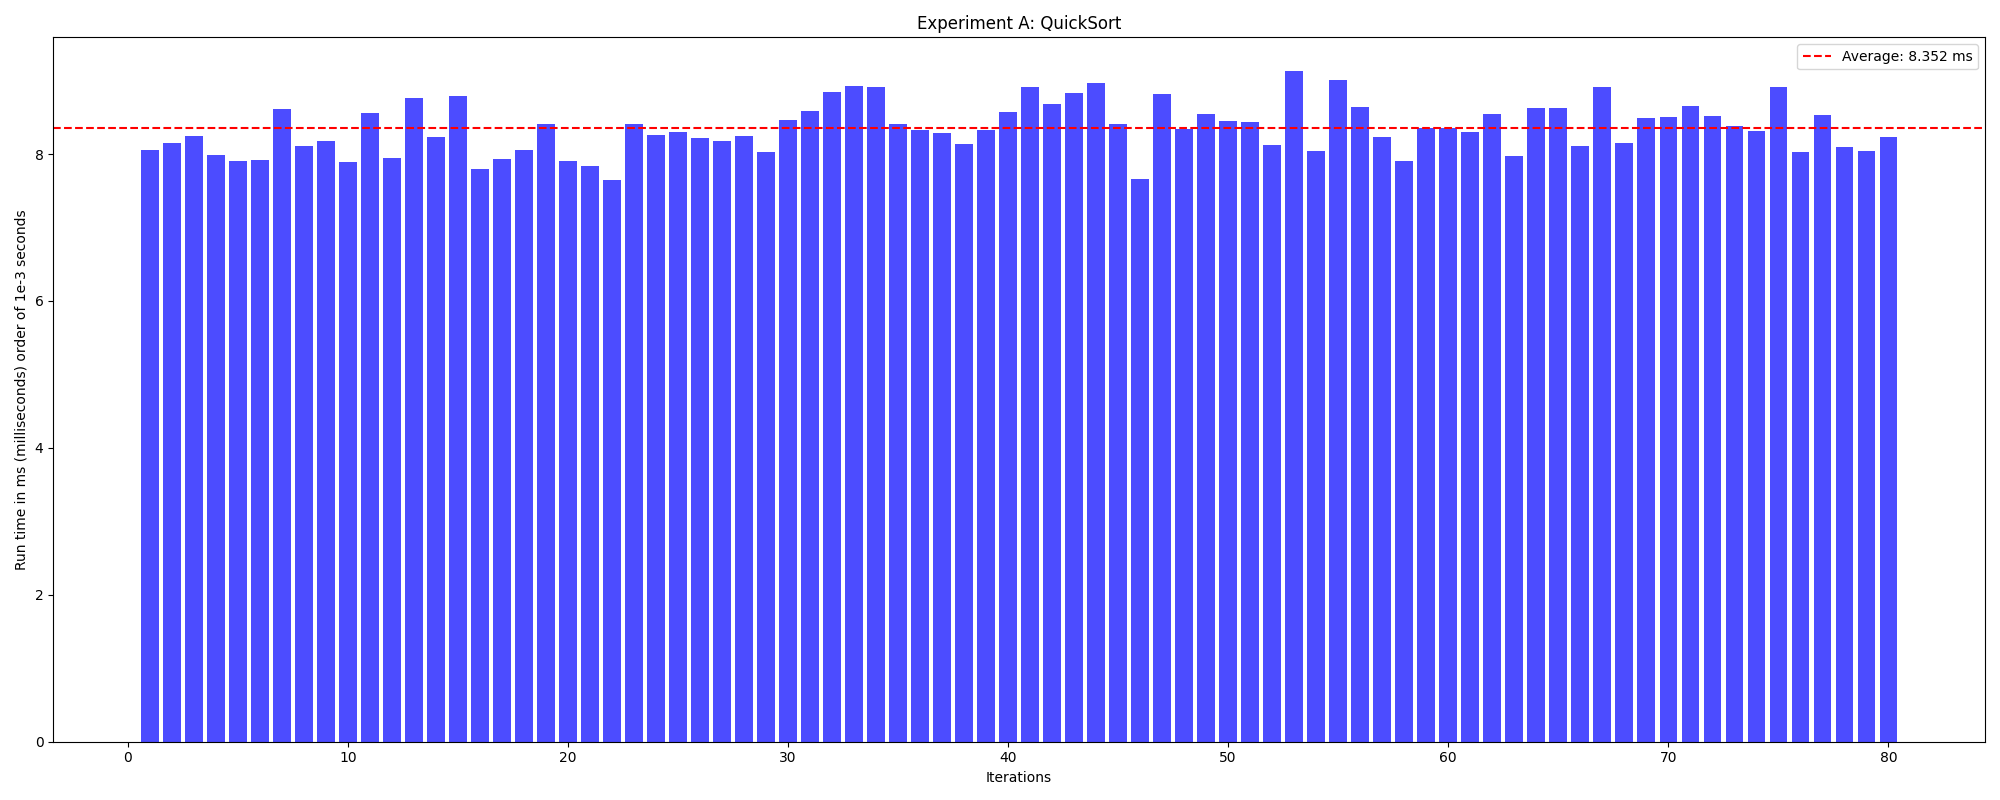 Experiment A: QuickSort
Average: 8.352 ms
Run time in ms (milliseconds) order of 1e-3 seconds
8
6
4
2
0
0 10 20 30 40 50 60 70 80
Iterations